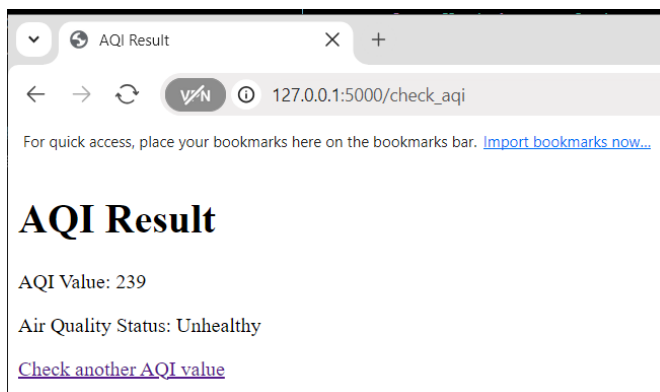 AQI Result
VPN 127.0.0.1:5000/check_aqi
For quick access, place your bookmarks here on the bookmarks bar. Import bookmarks now...
AQI Result
AQI Value: 239
Air Quality Status: Unhealthy
Check another AQI value